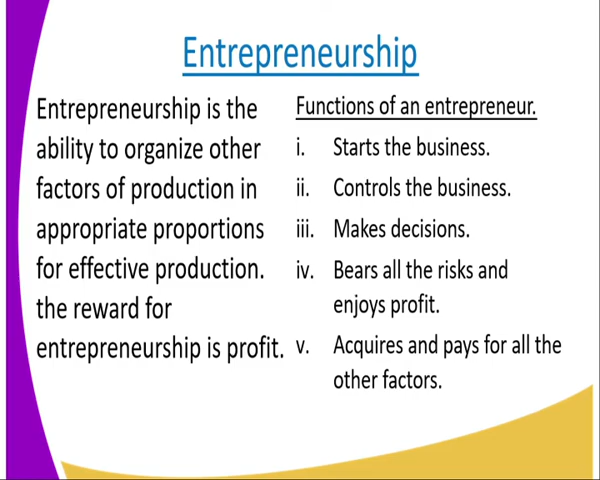 Entrepreneurship
Entrepreneurship is the
ability to organize other
factors of production in
appropriate proportions
for effective production.
the reward for
entrepreneurship is profit.
Functions of an entrepreneur.
i. Starts the business.
ii. Controls the business.
iii. Makes decisions.
iv. Bears all the risks and
enjoys profit.
v. Acquires and pays for all the
other factors.